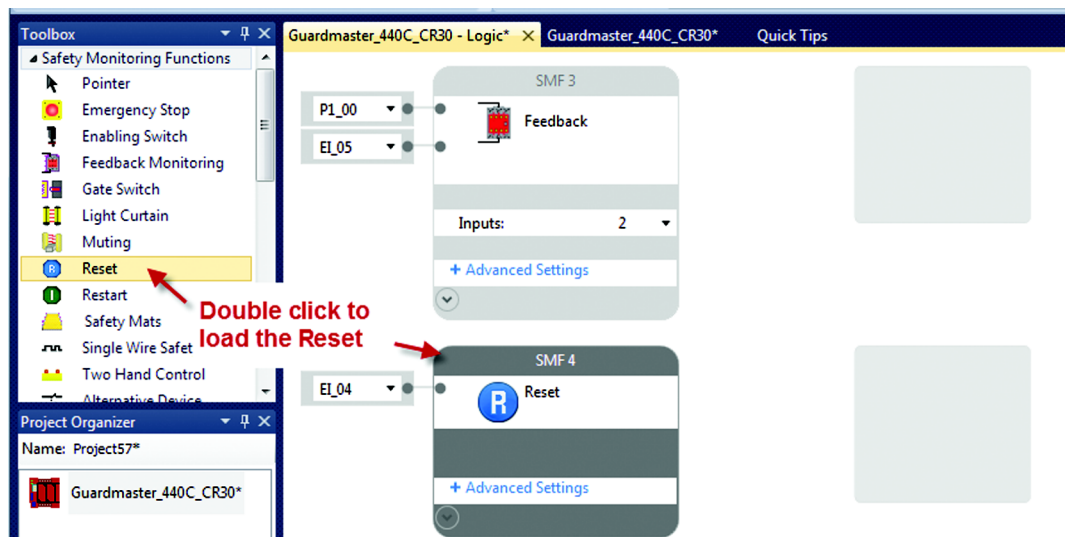 Toolbox
Safety Monitoring Functions
Pointer
Emergency Stop
Enabling Switch
Feedback Monitoring
Gate Switch
Light Curtain
Muting
R Reset
Restart
Safety Mats
Single Wire Safet
Two Hand Control
Alternative Device
Project Organizer
Name: Project57*
Guardmaster_440C_CR30*
Guardmaster_440C_CR30 - Logic*
Guardmaster_440C_CR30*
Quick Tips
SMF 3
P1_00
EI_05
Feedback
Inputs: 2
+ Advanced Settings
Double click to
load the Reset
SMF 4
EI_04
R
Reset
+ Advanced Settings